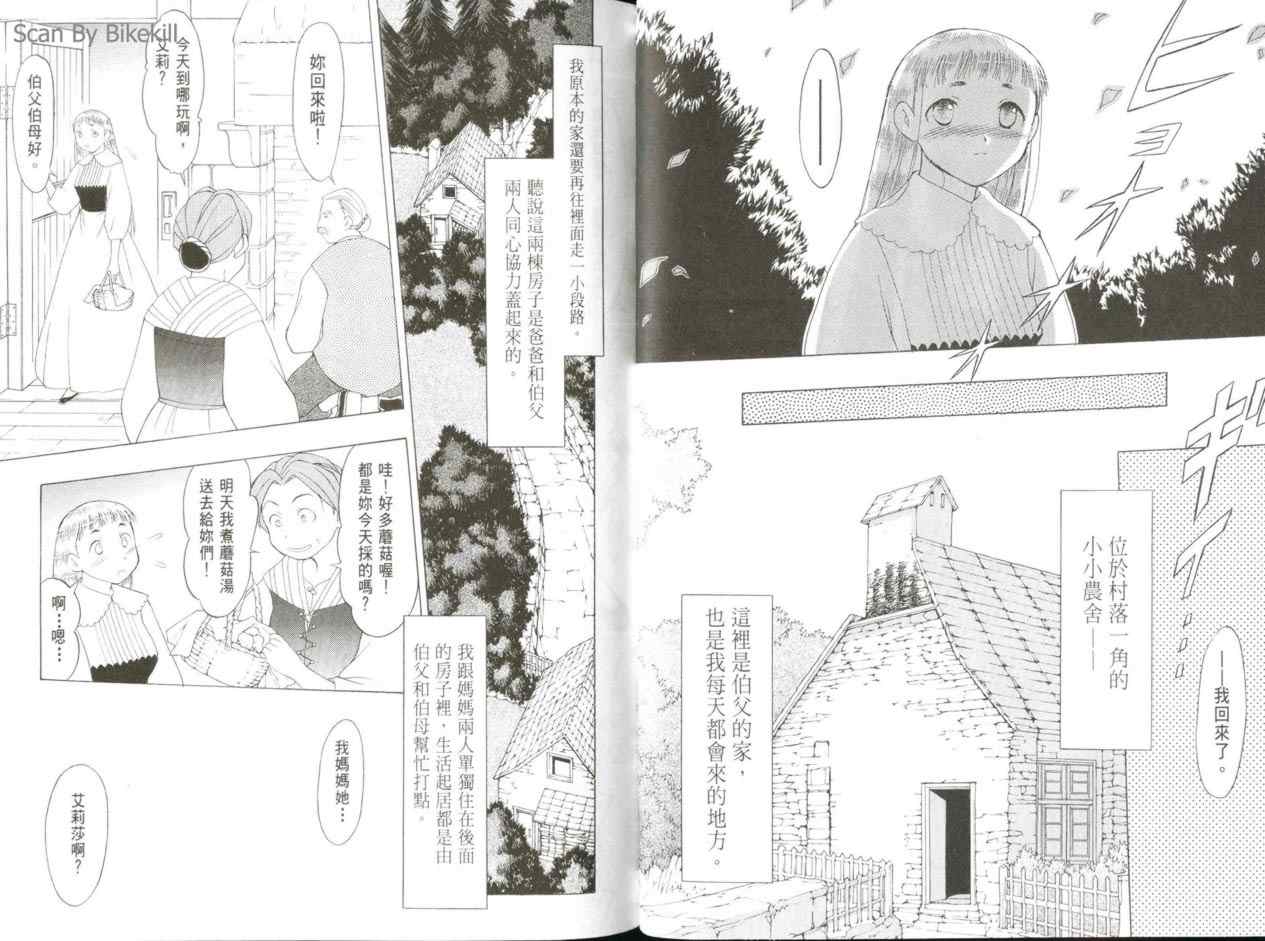 Scan By Bikekill
ヒョオ
ギィ…
——我回來了。
位於村落一角的
小小農舍——
這裡是伯父的家，
也是我每天都會來的地方。
我原本的家還要再往裡面走一小段路。
聽說這兩棟房子是爸爸和伯父
兩人同心協力蓋起來的。
妳回來啦！
今天到哪玩啊，
艾莉？
伯父伯母好。
哇！好多蘑菇喔！
都是妳今天採的嗎？
明天我煮蘑菇湯
送去給妳們！
啊…嗯…
我跟媽媽兩人單獨住在後面
的房子裡，生活起居都是由
伯父和伯母幫忙打點。
我媽媽她…
艾莉莎啊？